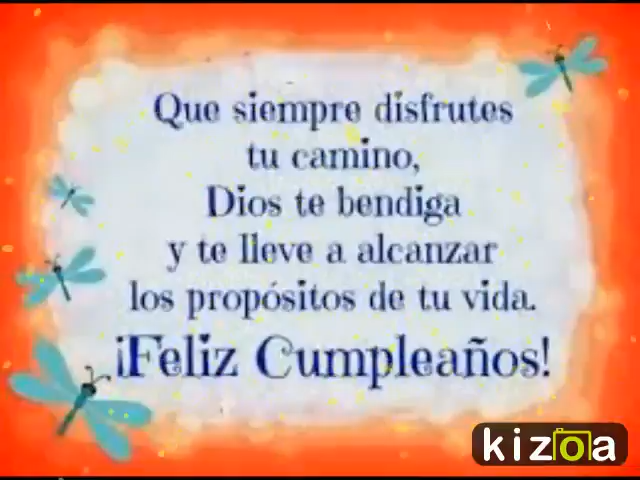 Que siempre disfrutes
tu camino,
Dios te bendiga
y te lleve a alcanzar
los propósitos de tu vida.
¡Feliz Cumpleaños!
kizoa